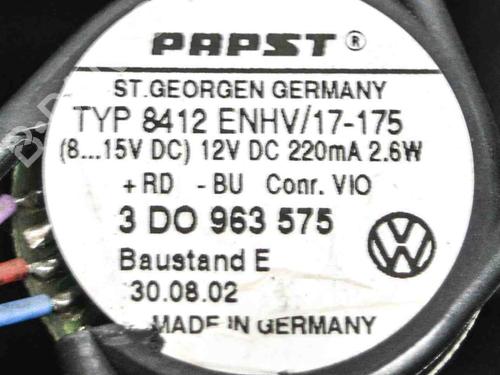 PAPST®
ST.GEORGEN GERMANY
TYP 8412 ENHV/17-175
(8...15V DC) 12V DC 220mA 2.6W
+RD -BU Conr. VIO
3 DO 963 575
Baustand E
30.08.02
MADE IN GERMANY